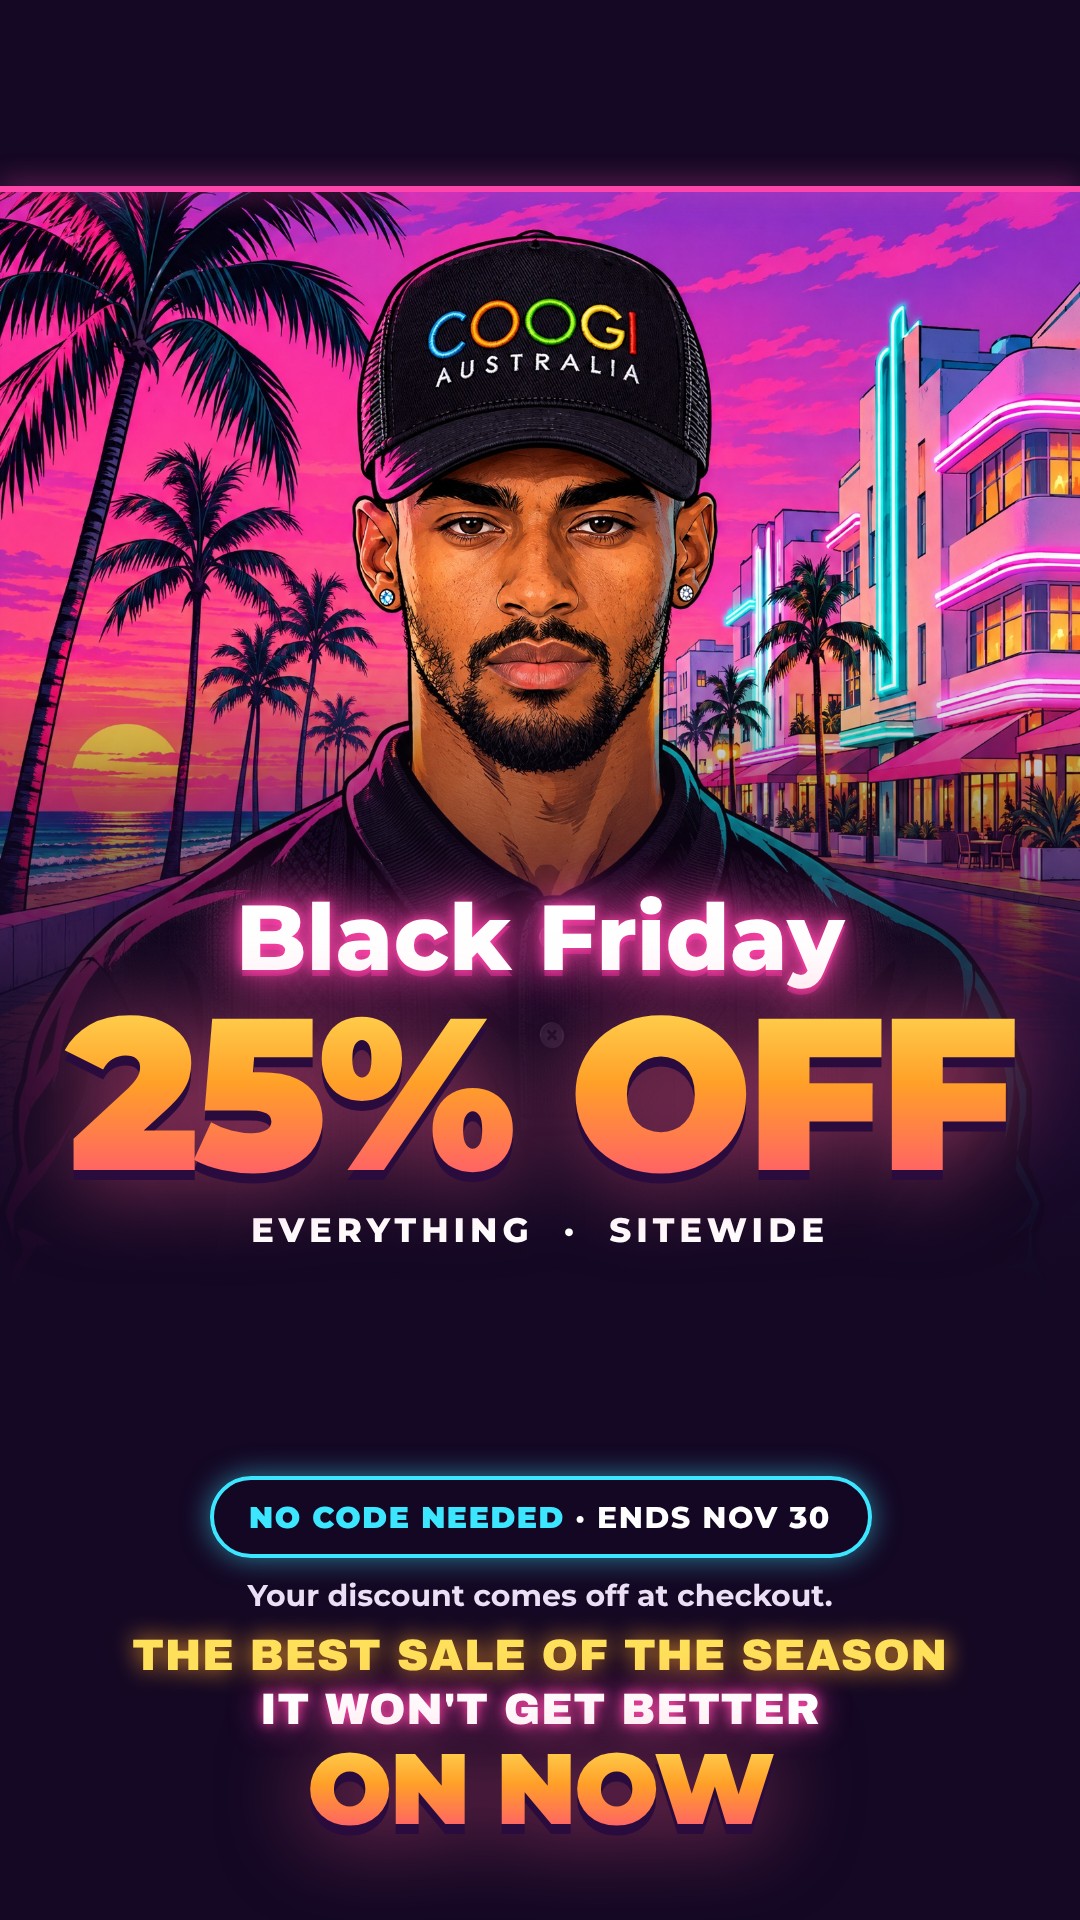 COOGI
AUSTRALIA
Black Friday
25% OFF
EVERYTHING · SITEWIDE
NO CODE NEEDED · ENDS NOV 30
Your discount comes off at checkout.
THE BEST SALE OF THE SEASON
IT WON'T GET BETTER
ON NOW